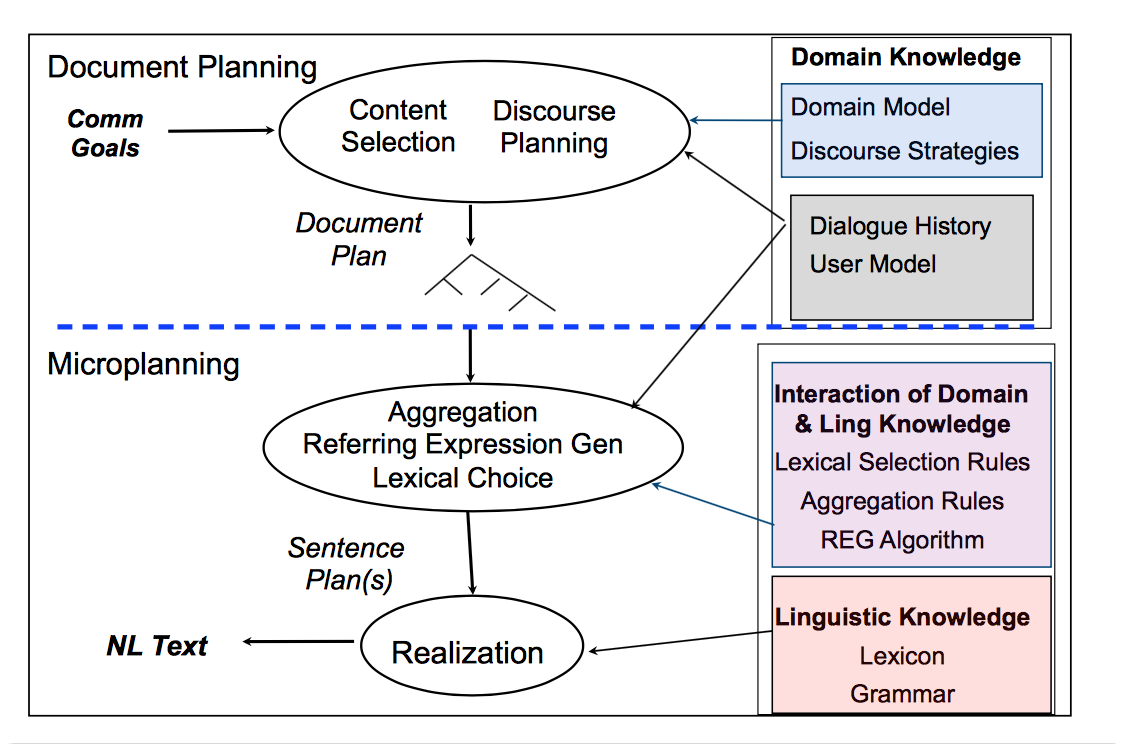 Document Planning
Comm
Goals
Content
Selection
Discourse
Planning
Document
Plan
Domain Knowledge
Domain Model
Discourse Strategies
Dialogue History
User Model
Microplanning
Aggregation
Referring Expression Gen
Lexical Choice
Interaction of Domain
& Ling Knowledge
Lexical Selection Rules
Aggregation Rules
REG Algorithm
Sentence
Plan(s)
NL Text
Realization
Linguistic Knowledge
Lexicon
Grammar